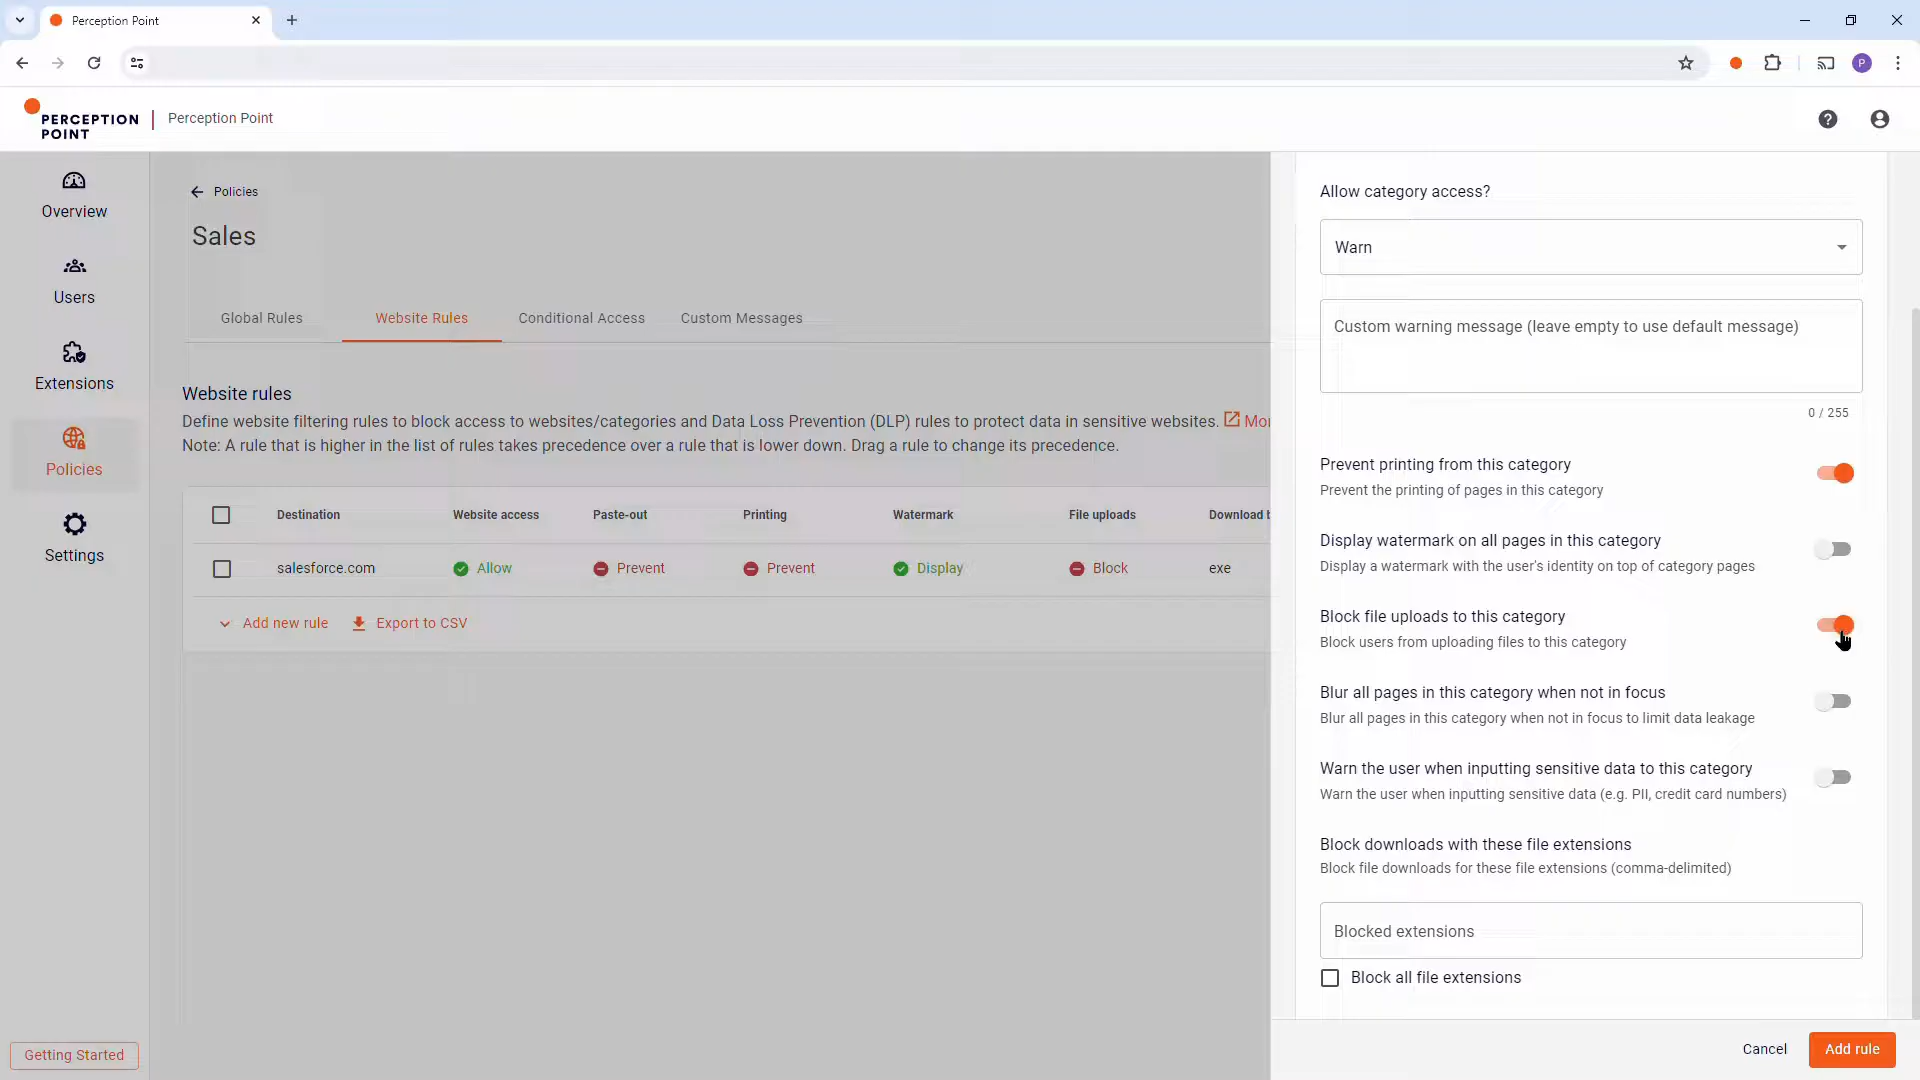 Perception Point
P
PERCEPTION
POINT
Perception Point
Overview
Users
Extensions
Policies
Settings
Getting Started
Policies
Sales
Global Rules
Website Rules
Conditional Access
Custom Messages
Website rules
Define website filtering rules to block access to websites/categories and Data Loss Prevention (DLP) rules to protect data in sensitive websites. Mor
Note: A rule that is higher in the list of rules takes precedence over a rule that is lower down. Drag a rule to change its precedence.
Destination Website access Paste-out Printing Watermark File uploads Download b
salesforce.com Allow Prevent Prevent Display Block exe
Add new rule Export to CSV
Allow category access?
Warn
Custom warning message (leave empty to use default message)
0 / 255
Prevent printing from this category
Prevent the printing of pages in this category
Display watermark on all pages in this category
Display a watermark with the user's identity on top of category pages
Block file uploads to this category
Block users from uploading files to this category
Blur all pages in this category when not in focus
Blur all pages in this category when not in focus to limit data leakage
Warn the user when inputting sensitive data to this category
Warn the user when inputting sensitive data (e.g. PII, credit card numbers)
Block downloads with these file extensions
Block file downloads for these file extensions (comma-delimited)
Blocked extensions
Block all file extensions
Cancel Add rule